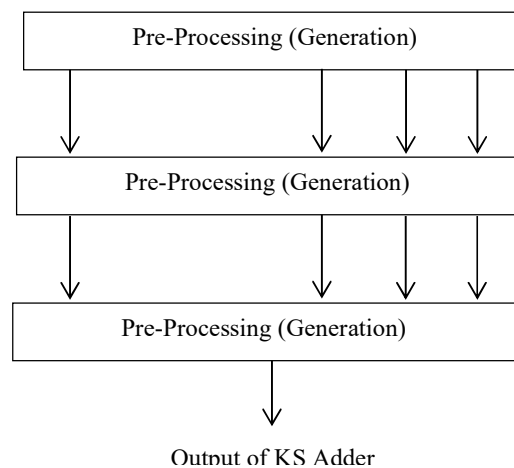 Pre-Processing (Generation)
Pre-Processing (Generation)
Pre-Processing (Generation)
Output of KS Adder